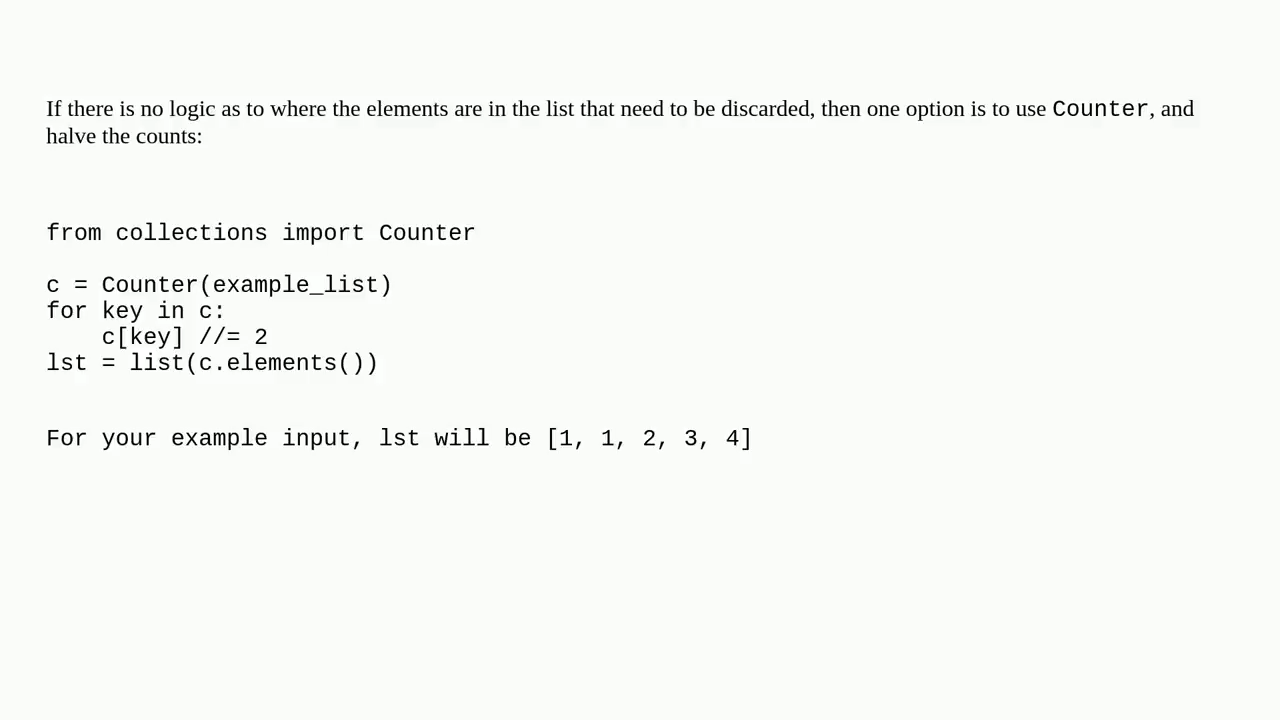 If there is no logic as to where the elements are in the list that need to be discarded, then one option is to use Counter, and
halve the counts:
from collections import Counter
c = Counter(example_list)
for key in c:
    c[key] //= 2
lst = list(c.elements())
For your example input, lst will be [1, 1, 2, 3, 4]